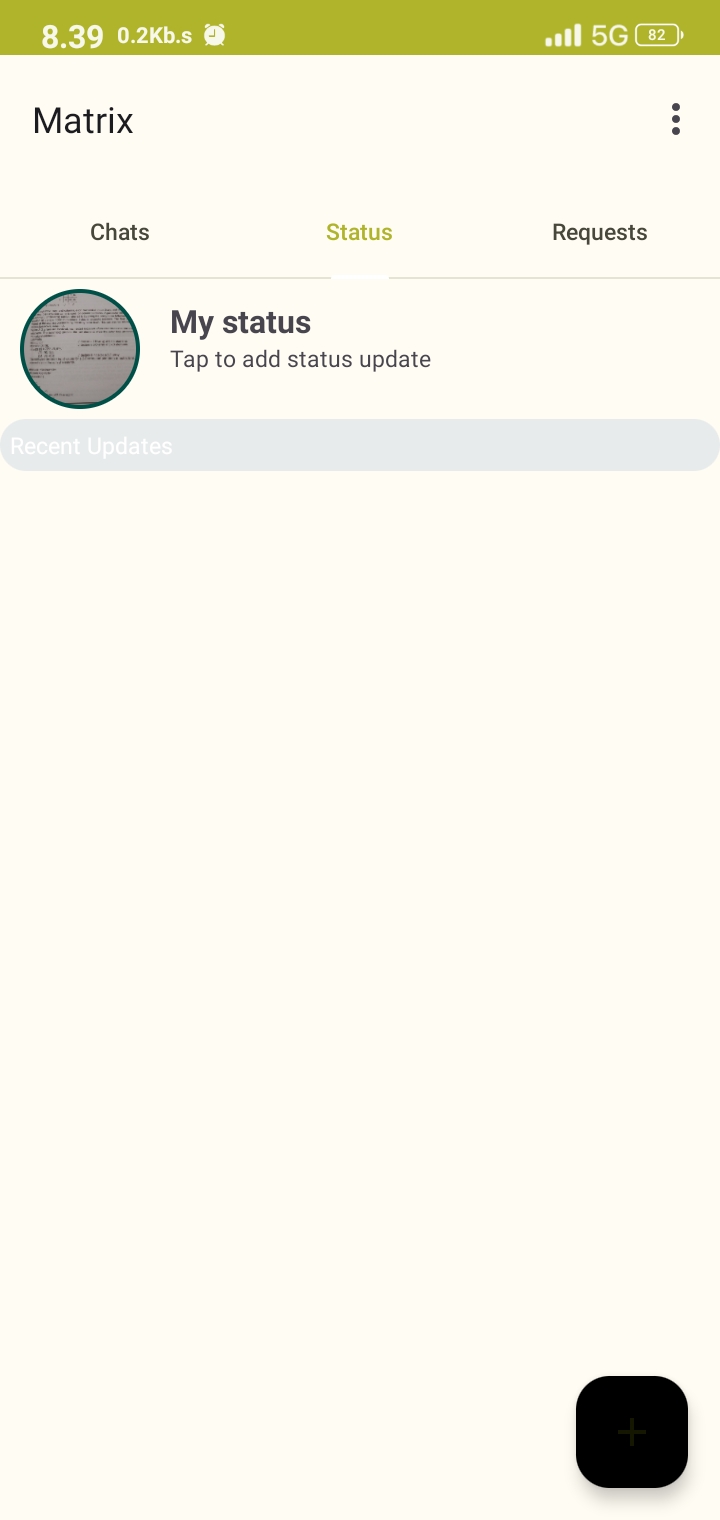 8.39 0.2Kb.s 5G 82
Matrix
Chats Status Requests
My status
Tap to add status update
Recent Updates